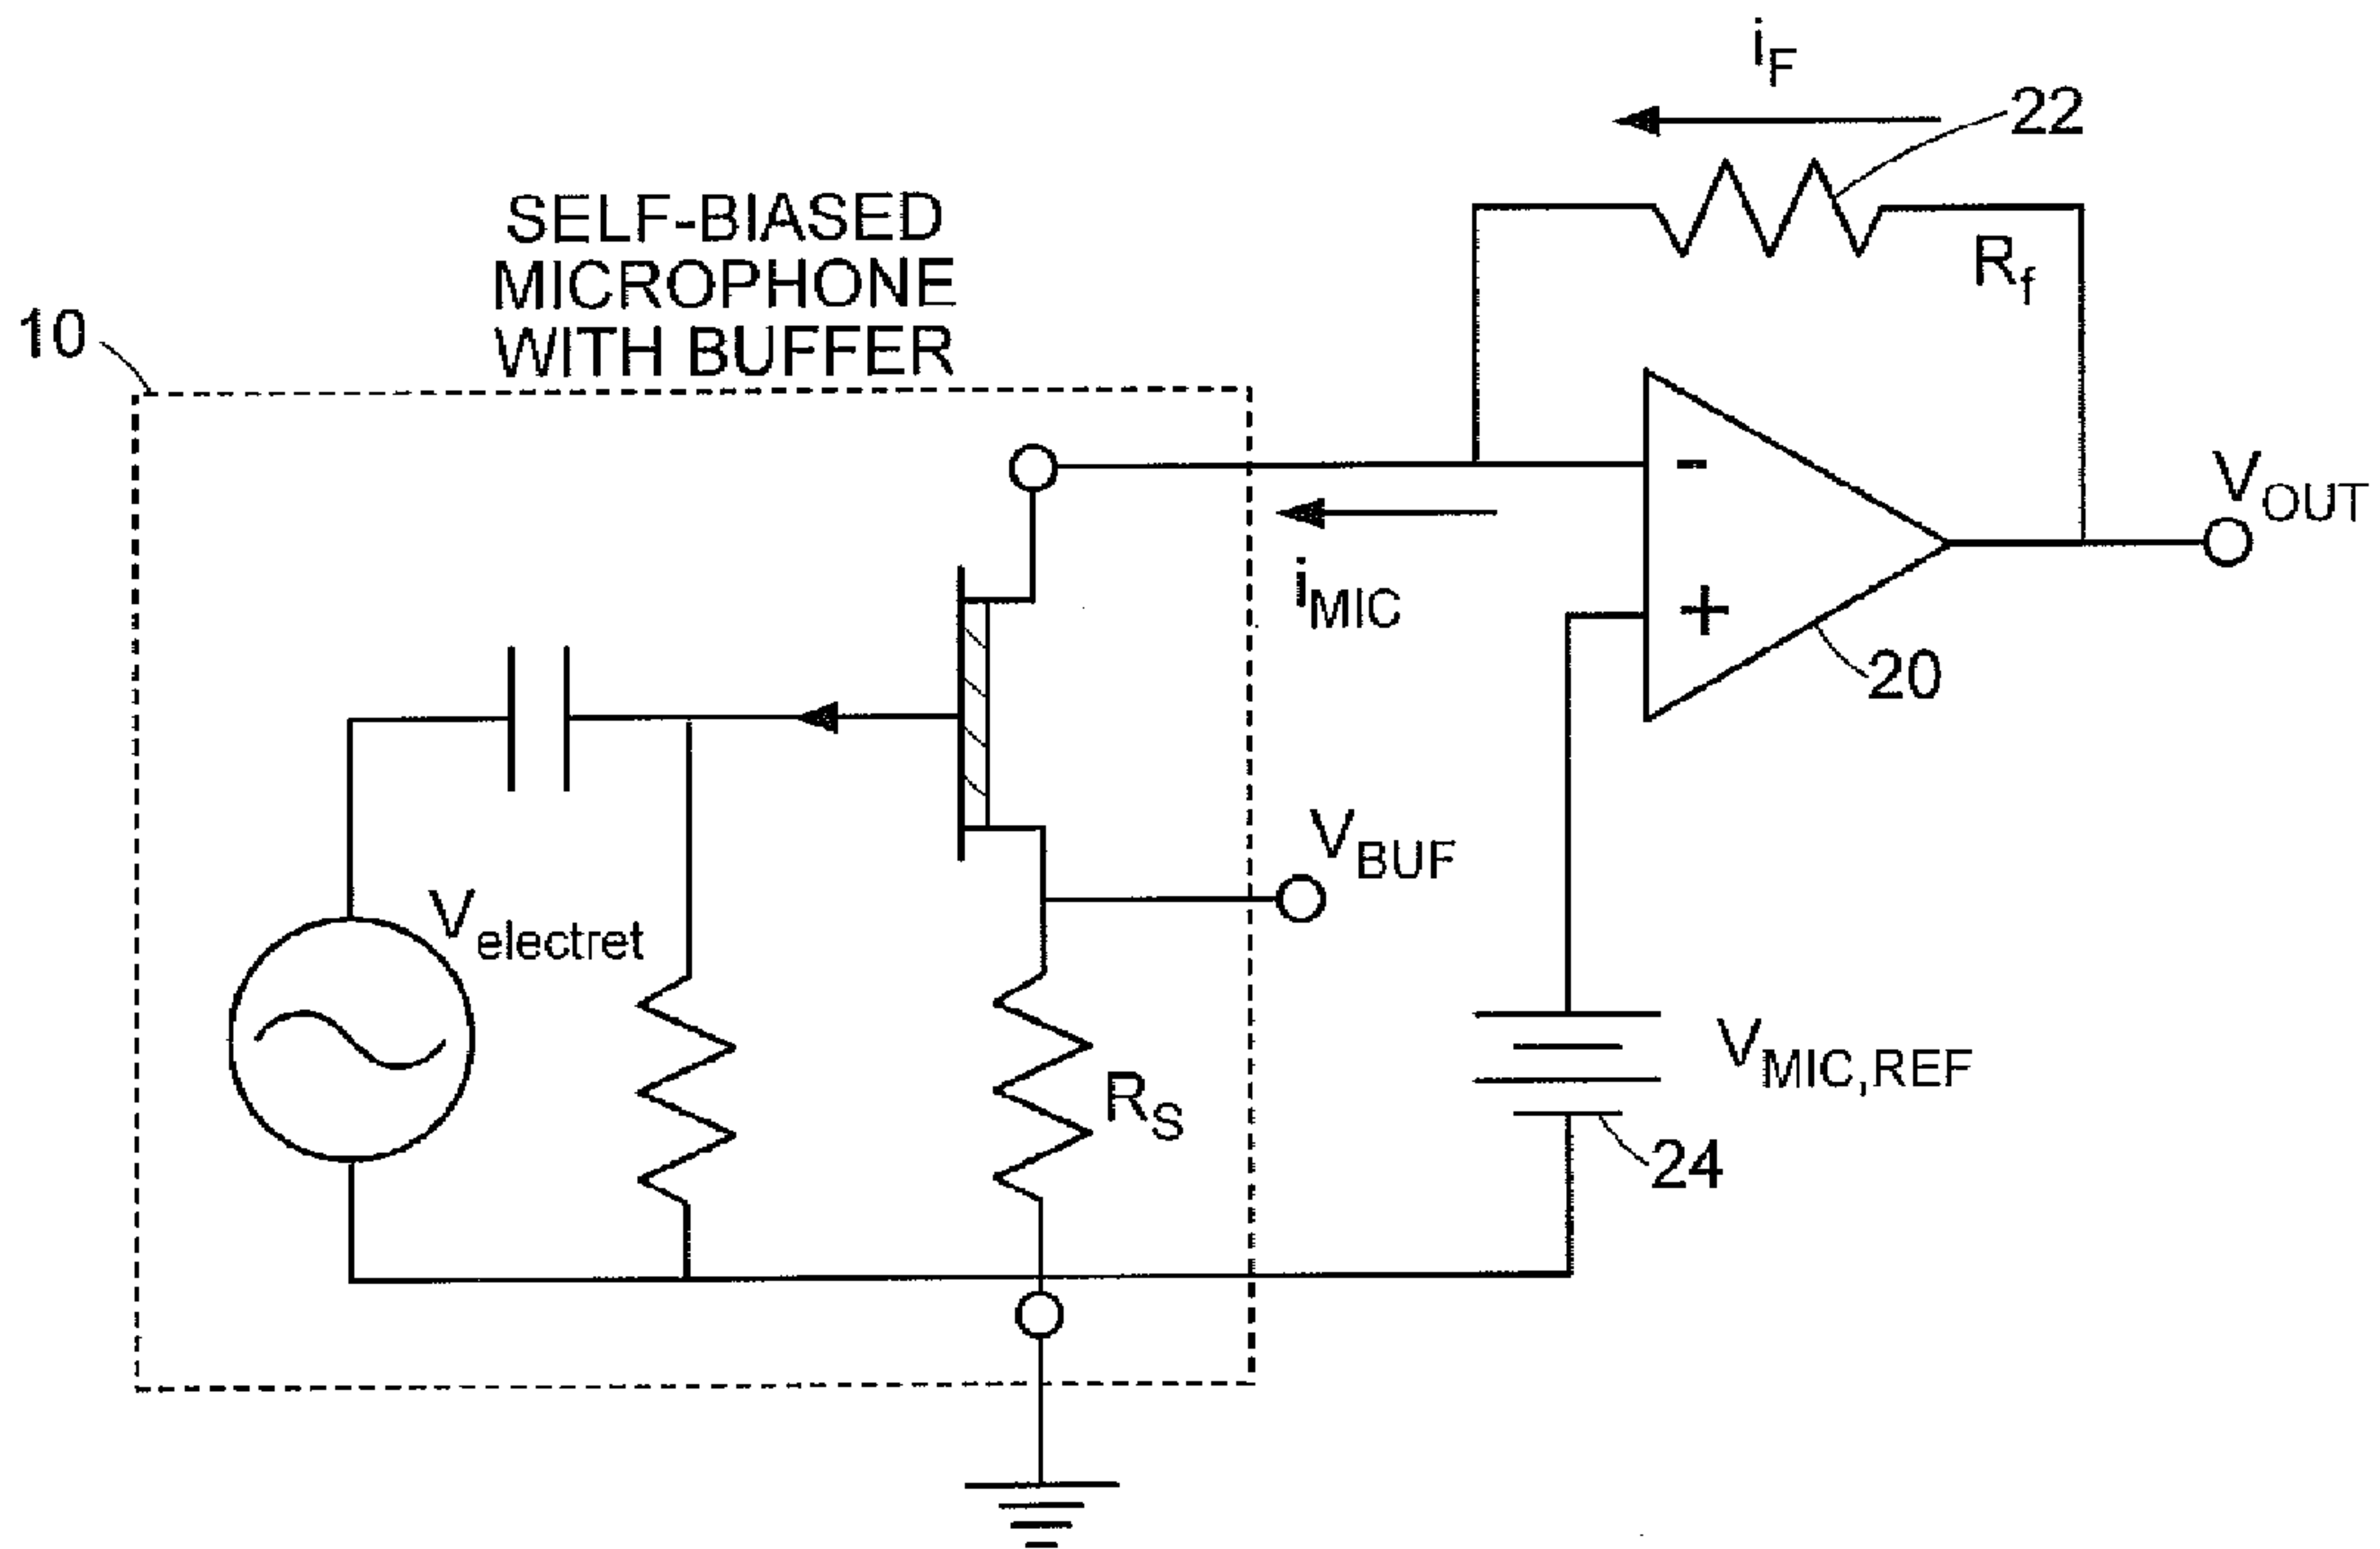 iF
22
SELF-BIASED
MICROPHONE
WITH BUFFER
Rf
10
-
VOUT
iMIC
+
20
VBUF
Velectret
VMIC,REF
RS
24